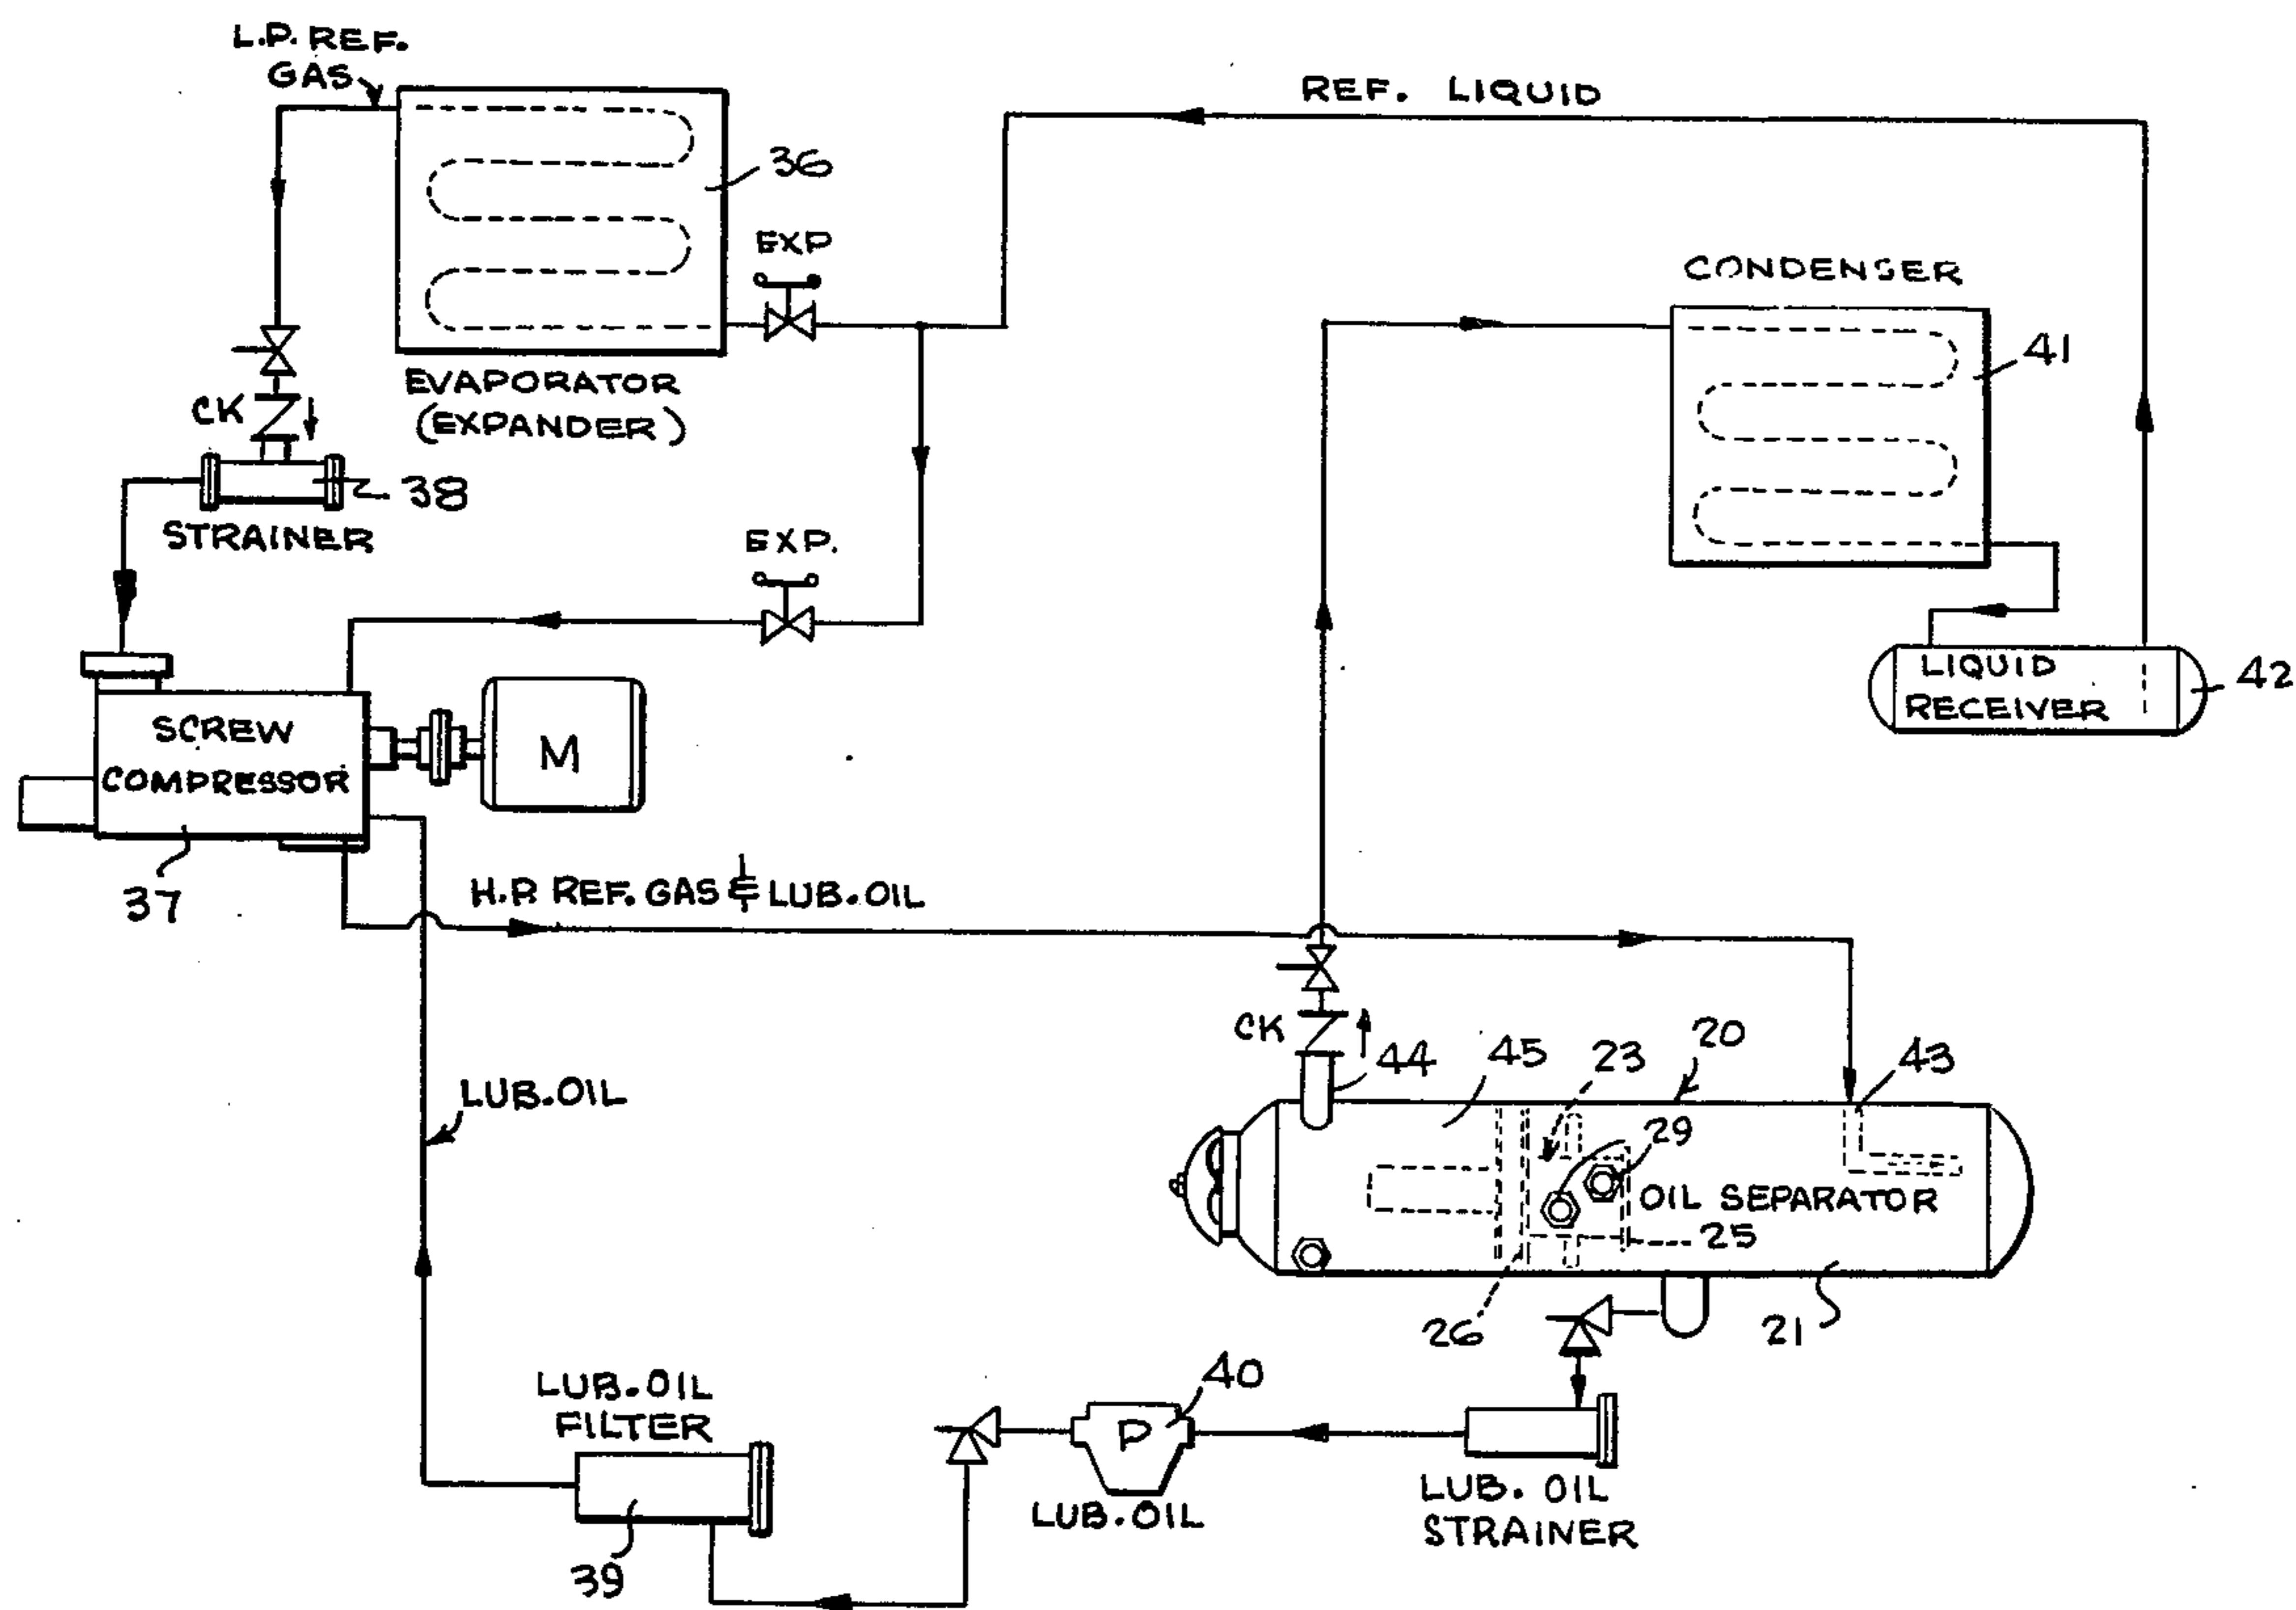 L.P. REF.
GAS
REF. LIQUID
36
EXP
CONDENSER
41
EVAPORATOR
(EXPANDER)
CK
38
STRAINER
EXP.
LIQUID
RECEIVER
42
SCREW
COMPRESSOR
M
37
H.P. REF. GAS & LUB. OIL
CK
44
45
23
20
43
LUB. OIL
29
OIL SEPARATOR
25
26
21
40
P
LUB. OIL
LUB. OIL
FILTER
39
LUB. OIL
STRAINER